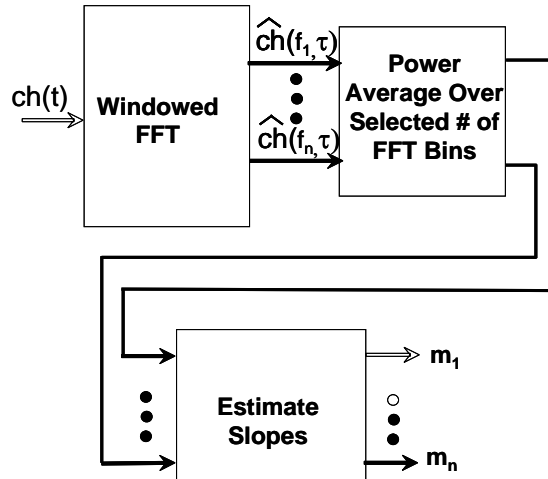 ch(t)
Windowed
FFT
ĉh(f₁,τ)
ĉh(fₙ,τ)
Power
Average Over
Selected # of
FFT Bins
Estimate
Slopes
m₁
mₙ